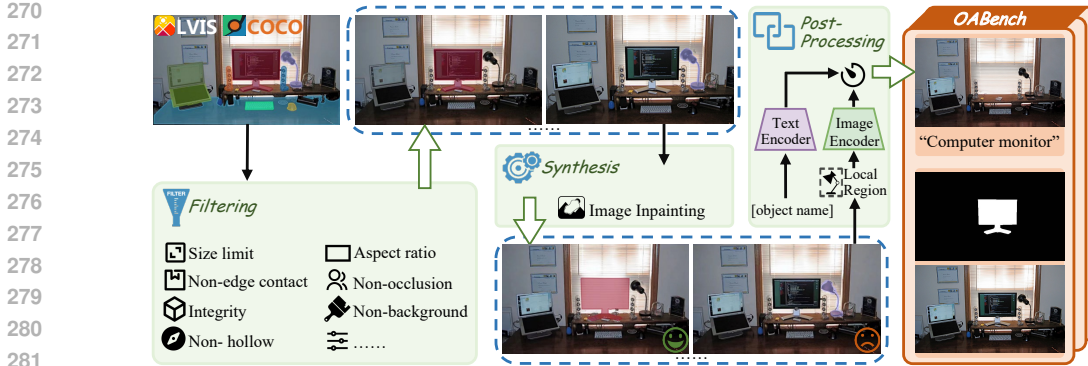 270
271
272
273
274
275
276
277
278
279
280
281
LVIS COCO
Post-
Processing
OABench
Text
Encoder
Image
Encoder
Local
Region
[object name]
"Computer monitor"
Synthesis
Image Inpainting
......
FILTER
Filtering
Size limit
Aspect ratio
Non-edge contact
Non-occlusion
Integrity
Non-background
Non- hollow
......
......